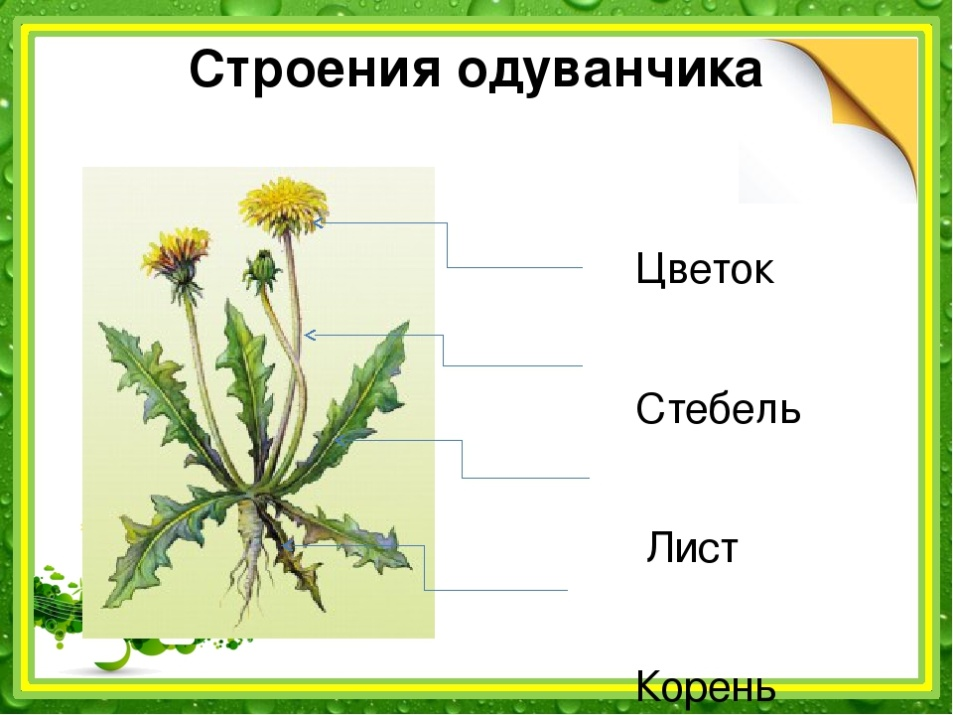 Строения одуванчика
Цветок
Стебель
Лист
Корень